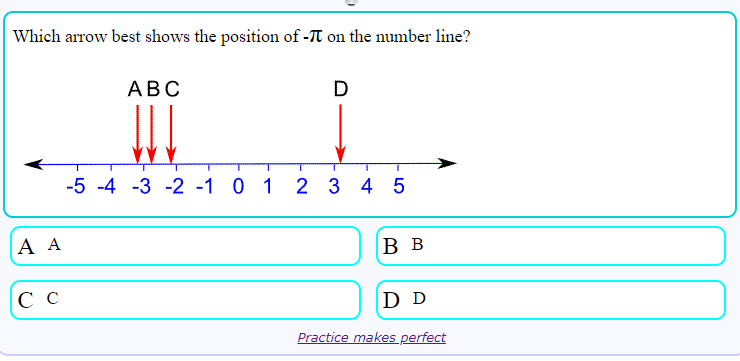 Which arrow best shows the position of -π on the number line?
A B C D
-5 -4 -3 -2 -1 0 1 2 3 4 5
A A
B B
C C
D D
Practice makes perfect